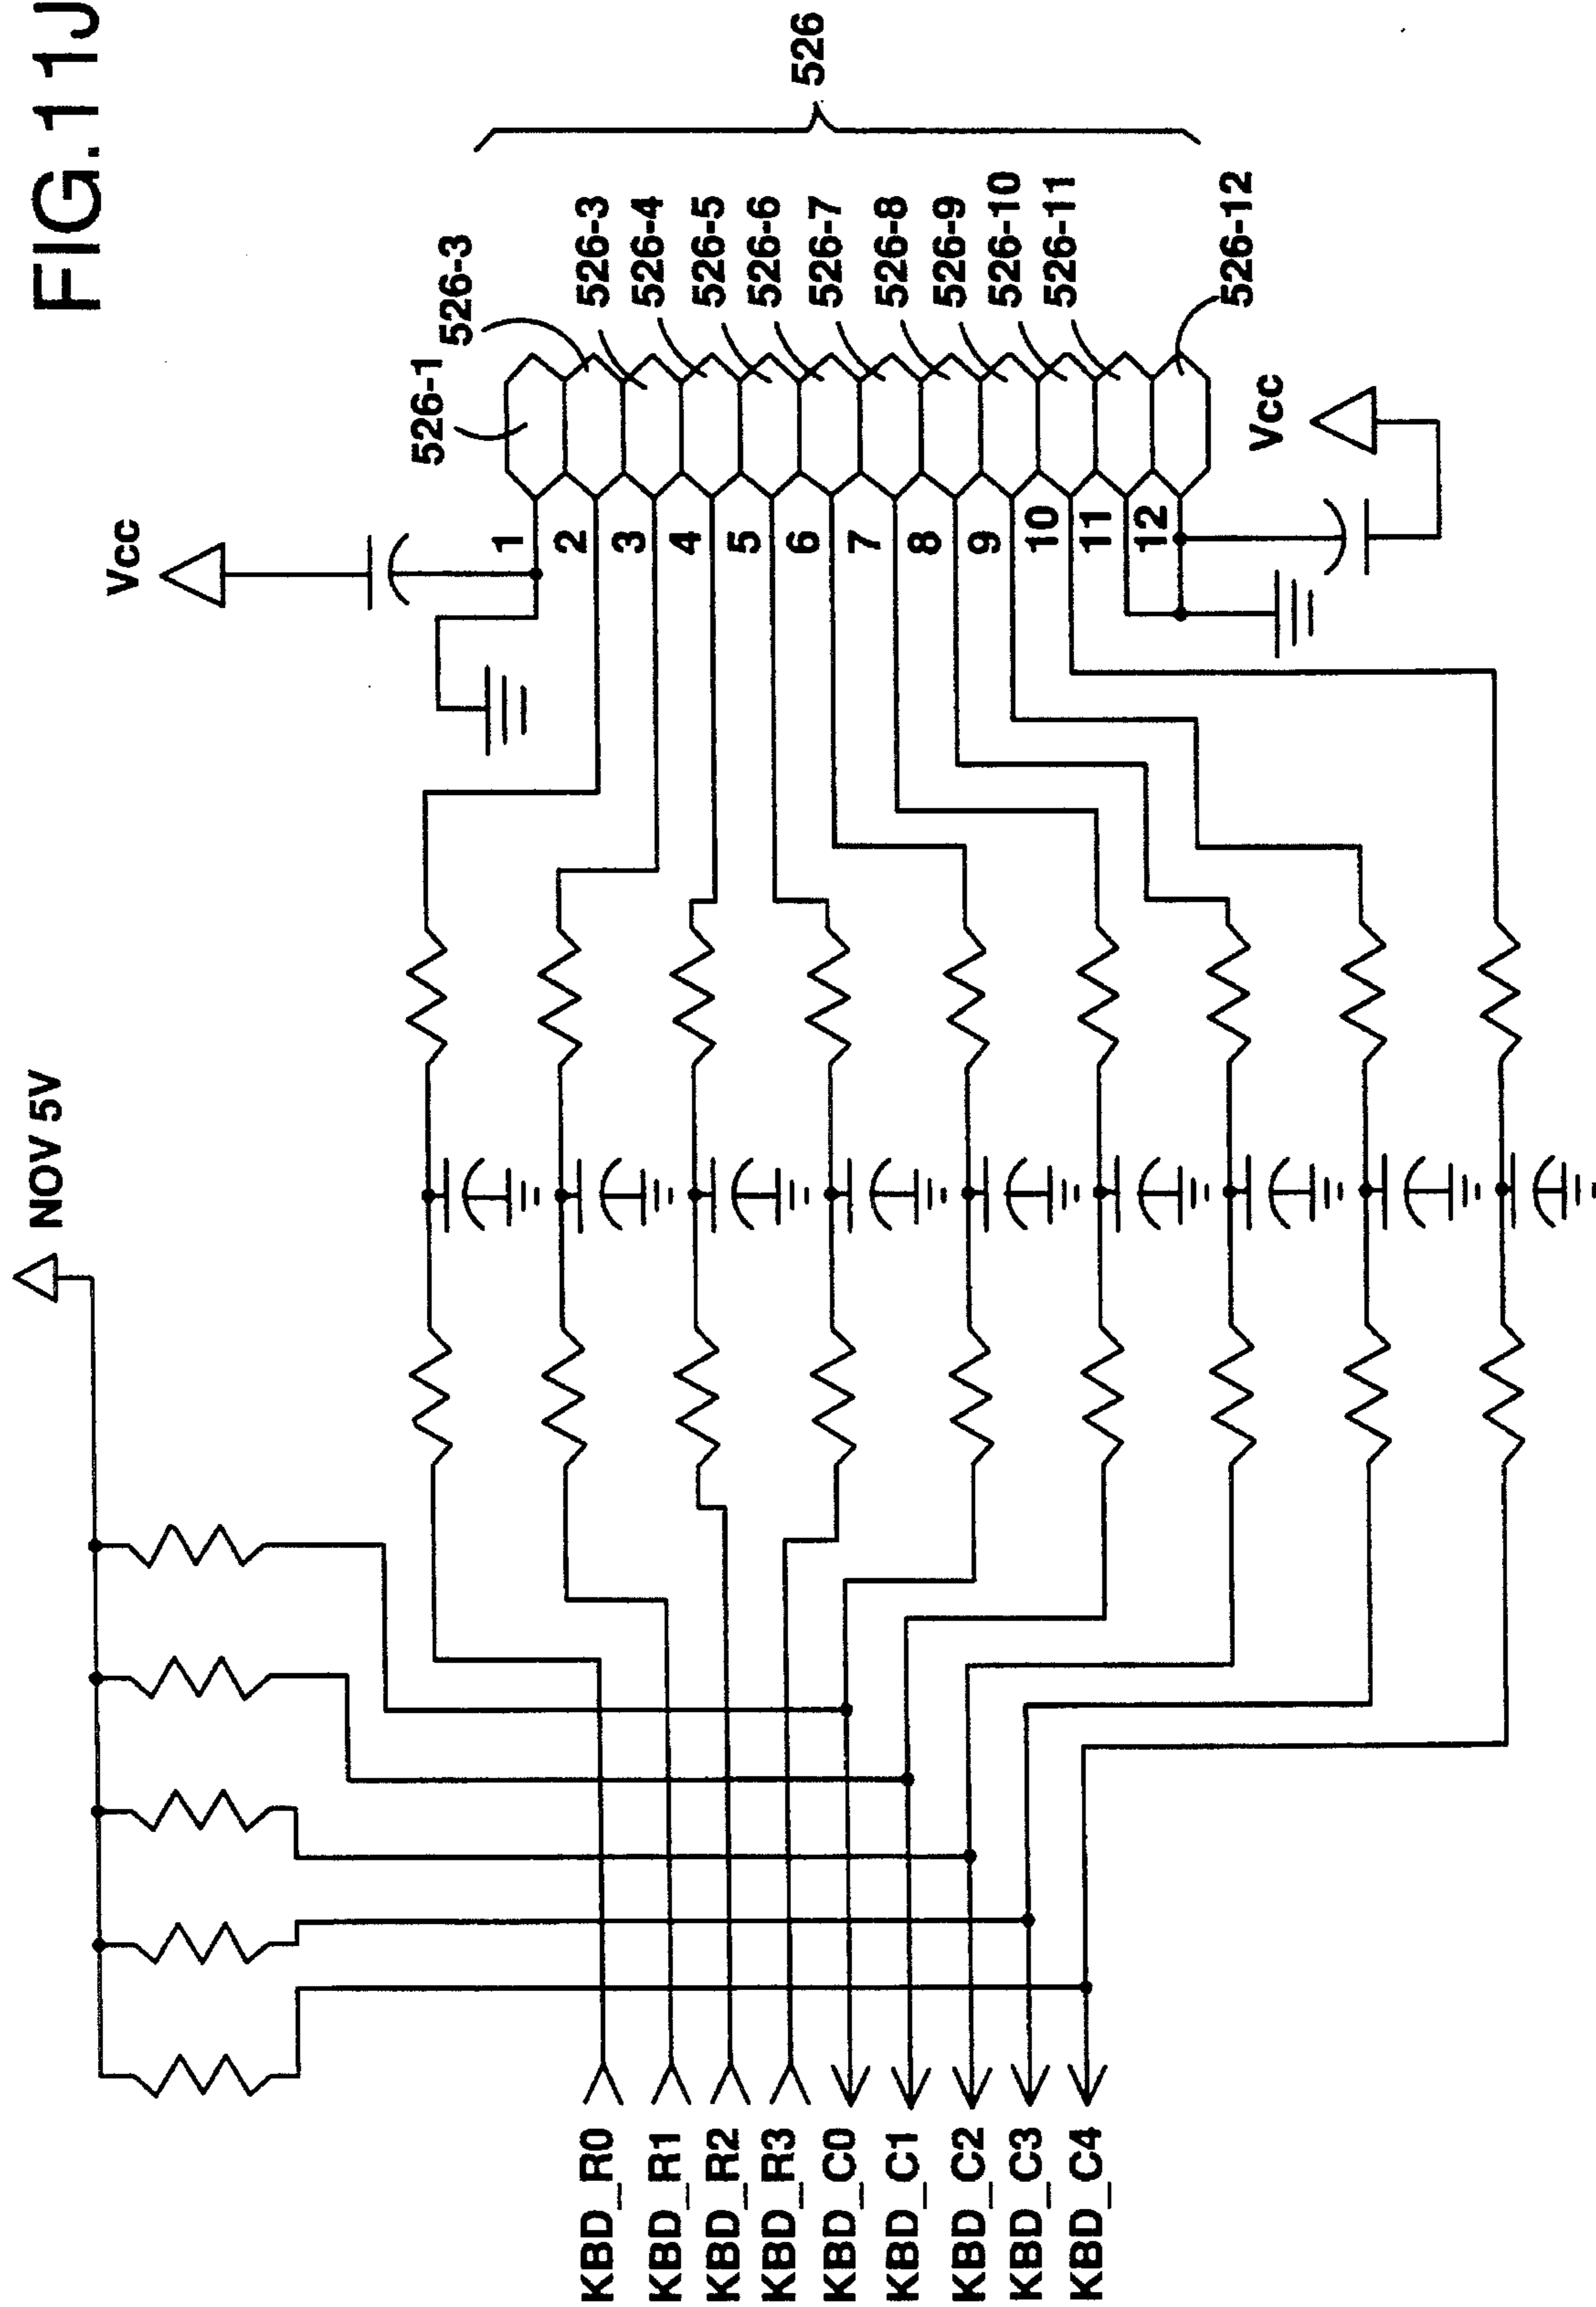 FIG.11J
NOV 5V
Vcc
526-1
526-3
526-3
526-4
526-5
526-6
526-7
526-8
526-9
526-10
526-11
526-12
526
1
2
3
4
5
6
7
8
9
10
11
12
Vcc
KBD_R0
KBD_R1
KBD_R2
KBD_R3
KBD_C0
KBD_C1
KBD_C2
KBD_C3
KBD_C4